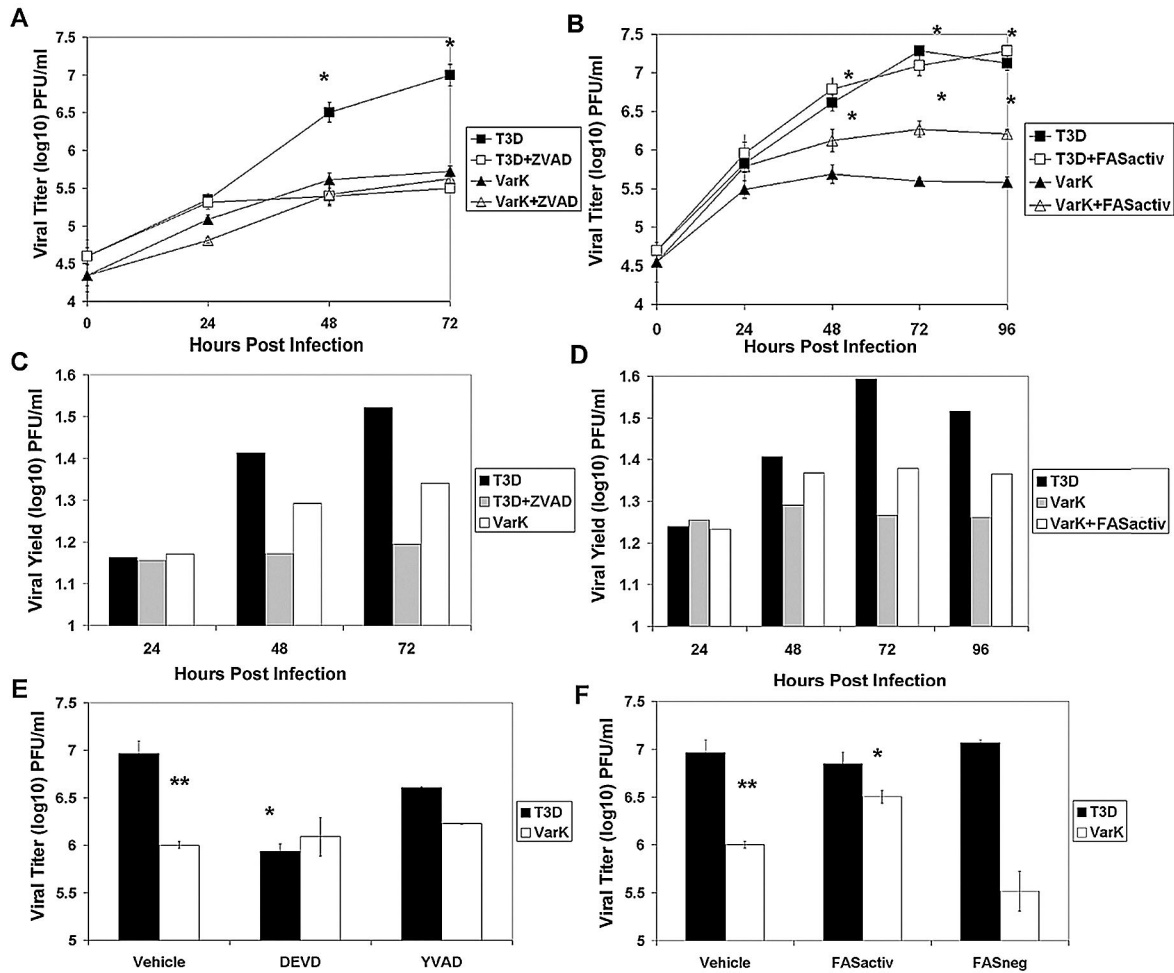 A
Viral Titer (log10) PFU/ml
7.5
7
6.5
6
5.5
5
4.5
4
*
*
0
24
48
72
Hours Post Infection
T3D
T3D+ZVAD
VarK
VarK+ZVAD
B
Viral Titer (log10) PFU/ml
7.5
7
6.5
6
5.5
5
4.5
4
*
*
*
*
*
*
0
24
48
72
96
Hours Post Infection
T3D
T3D+FASactiv
VarK
VarK+FASactiv
C
Viral Yield (log10) PFU/ml
1.6
1.5
1.4
1.3
1.2
1.1
1
24
48
72
Hours Post Infection
T3D
T3D+ZVAD
VarK
D
Viral Yield (log10) PFU/ml
1.6
1.5
1.4
1.3
1.2
1.1
1
24
48
72
96
Hours Post Infection
T3D
VarK
VarK+FASactiv
E
Viral Titer (log10) PFU/ml
7.5
7
6.5
6
5.5
5
**
*
Vehicle
DEVD
YVAD
T3D
VarK
F
Viral Titer (log10) PFU/ml
7.5
7
6.5
6
5.5
5
**
*
Vehicle
FASactiv
FASneg
T3D
VarK